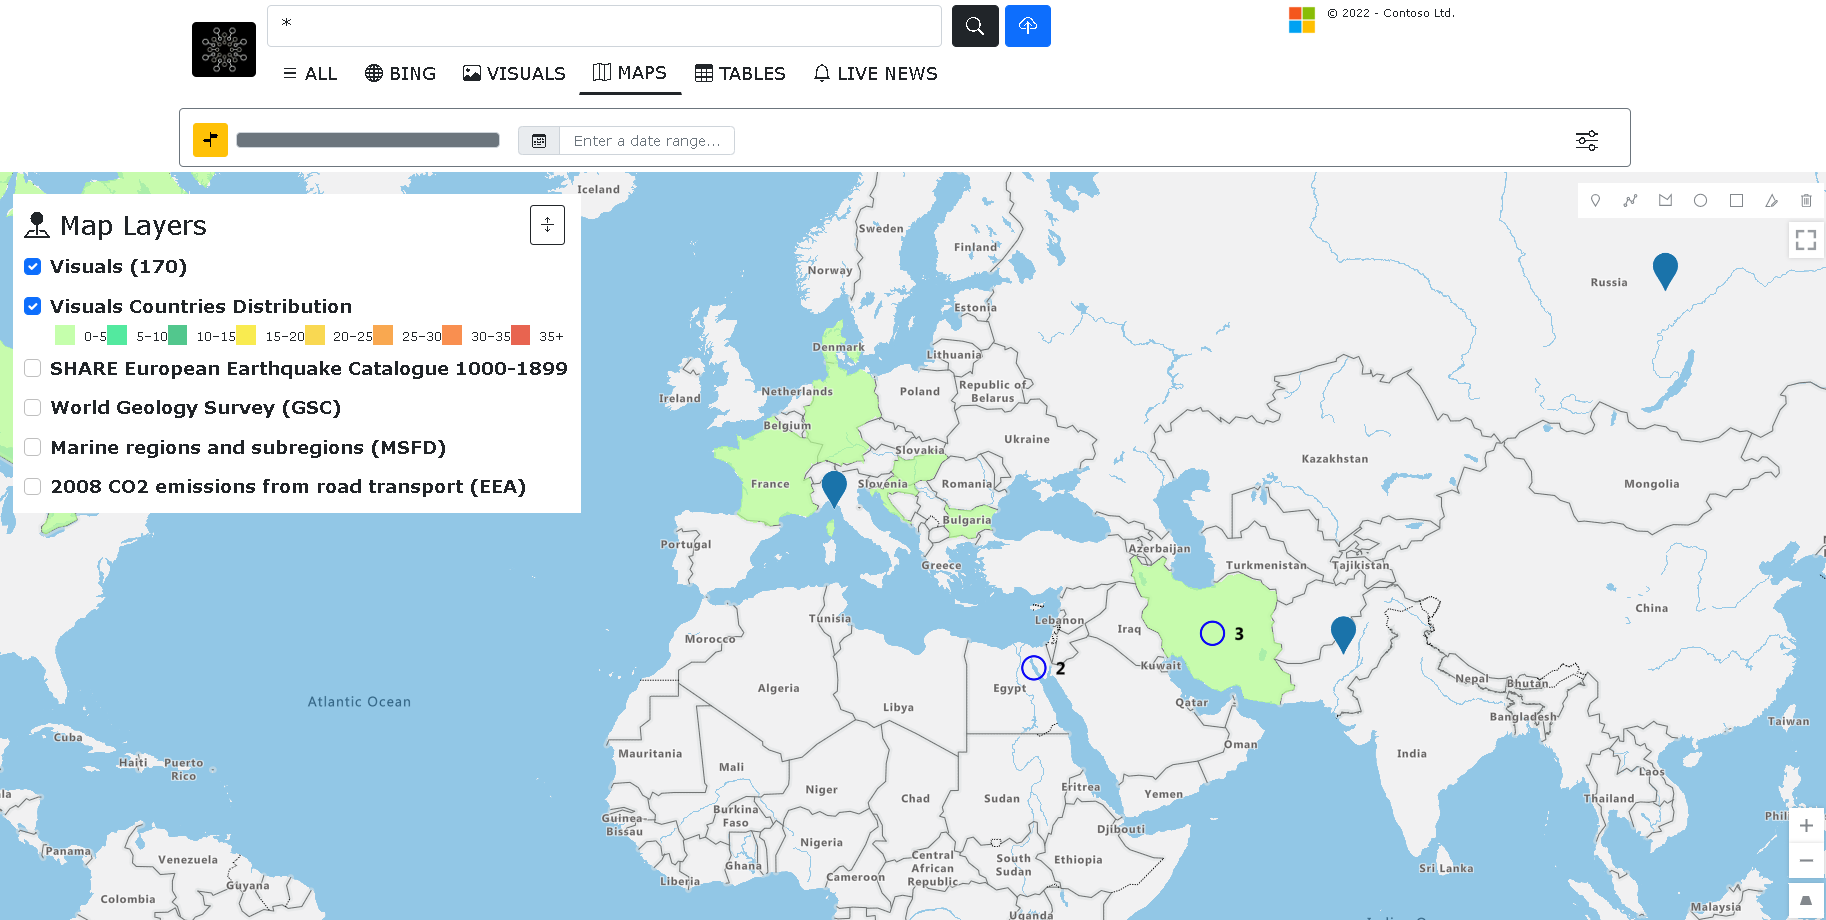 *
© 2022 - Contoso Ltd.
ALL BING VISUALS MAPS TABLES LIVE NEWS
Enter a date range...
Map Layers
Visuals (170)
Visuals Countries Distribution
0-5 5-10 10-15 15-20 20-25 25-30 30-35 35+
SHARE European Earthquake Catalogue 1000-1899
World Geology Survey (GSC)
Marine regions and subregions (MSFD)
2008 CO2 emissions from road transport (EEA)
Iceland
Sweden
Finland
Norway
Russia
Estonia
Denmark
Lithuania
Ireland
Netherlands
Poland
Republic of
Belarus
Belgium
Ukraine
Slovakia
Kazakhstan
France
Slovenia
Romania
Mongolia
Bulgaria
Portugal
Azerbaijan
Greece
Turkmenistan
Tajikistan
China
Tunisia
Lebanon
Iraq
3
Morocco
Kuwait
2
Algeria
Egypt
Nepal
Bhutan
Atlantic Ocean
Libya
Qatar
Bangladesh
Taiwan
Cuba
Oman
Mauritania
India
Haiti
Puerto
Rico
Mali
Laos
Niger
Chad
Sudan
Eritrea
Yemen
Thailand
la
Burkina
Faso
Guinea-
Bissau
Djibouti
Phili
Nigeria
Panama
Venezuela
Ghana
Central
African
Republic
South
Sudan
Ethiopia
Sri Lanka
Guyana
Liberia
Cameroon
Colombia
Uganda
Malaysia